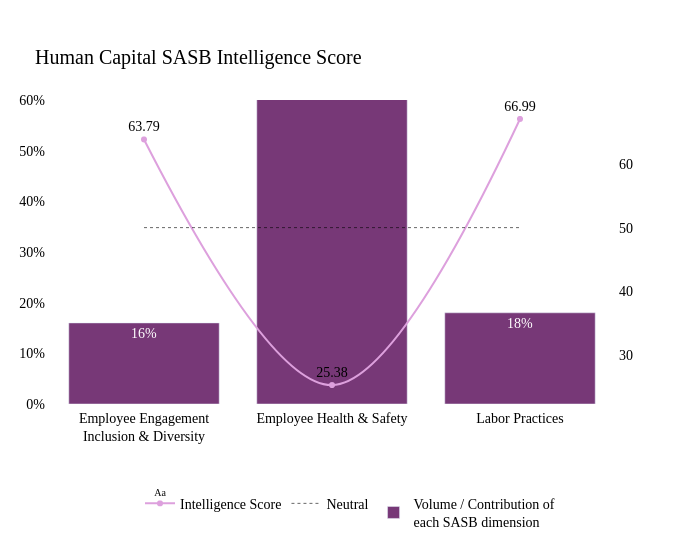 Human Capital SASB Intelligence Score
60%
50%
40%
30%
20%
10%
0%
63.79
25.38
66.99
16%
18%
60
50
40
30
Employee Engagement
Inclusion & Diversity
Employee Health & Safety
Labor Practices
Aa
Intelligence Score
Neutral
Volume / Contribution of
each SASB dimension